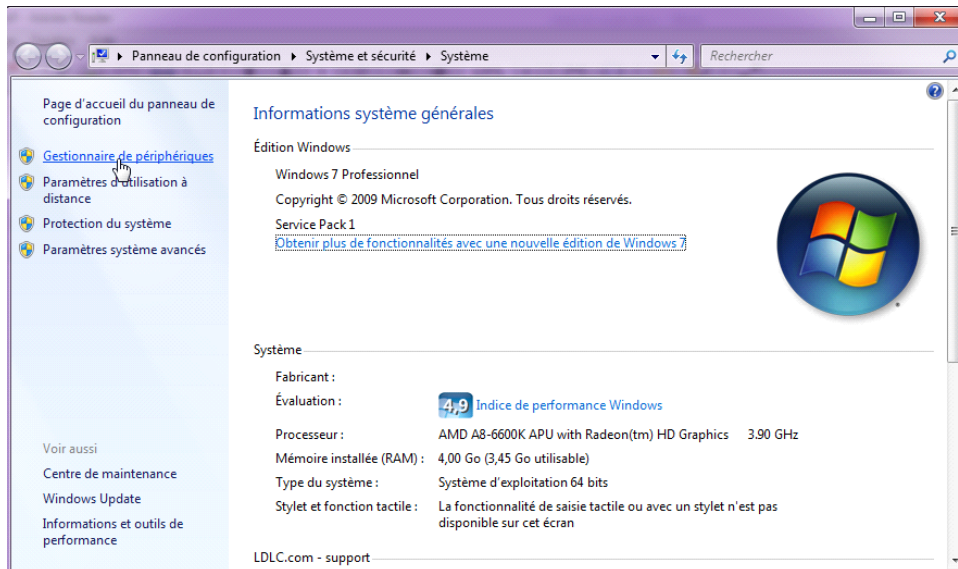 Panneau de configuration Système et sécurité Système
Rechercher
Page d'accueil du panneau de
configuration
Gestionnaire de périphériques
Paramètres d'utilisation à
distance
Protection du système
Paramètres système avancés
Voir aussi
Centre de maintenance
Windows Update
Informations et outils de
performance
Informations système générales
Édition Windows
Windows 7 Professionnel
Copyright © 2009 Microsoft Corporation. Tous droits réservés.
Service Pack 1
Obtenir plus de fonctionnalités avec une nouvelle édition de Windows 7
Système
Fabricant :
Évaluation : 4,9 Indice de performance Windows
Processeur : AMD A8-6600K APU with Radeon(tm) HD Graphics 3.90 GHz
Mémoire installée (RAM) : 4,00 Go (3,45 Go utilisable)
Type du système : Système d'exploitation 64 bits
Stylet et fonction tactile : La fonctionnalité de saisie tactile ou avec un stylet n'est pas
disponible sur cet écran
LDLC.com - support